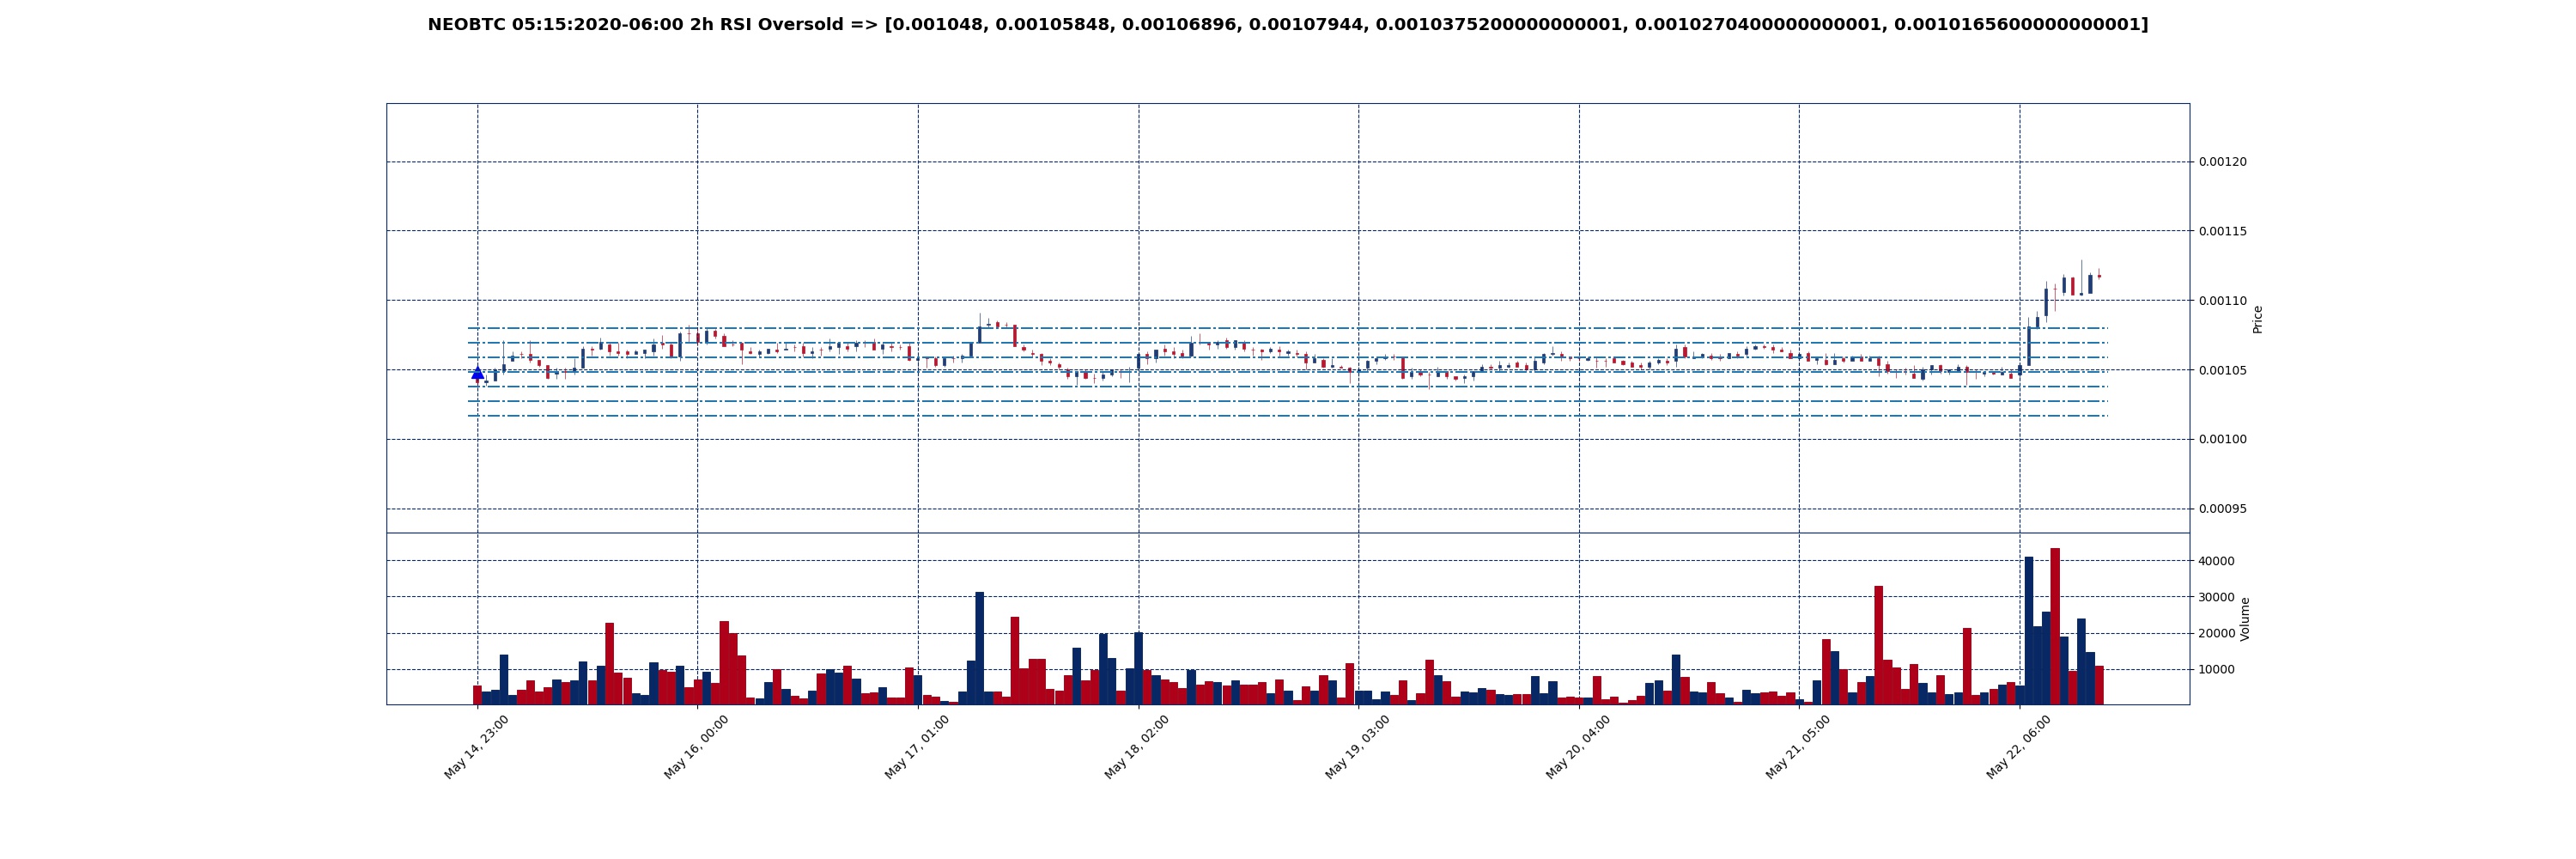 NEOBTC 05:15:2020-06:00 2h RSI Oversold => [0.001048, 0.00105848, 0.00106896, 0.00107944, 0.0010375200000000001, 0.0010270400000000001, 0.0010165600000000001]
0.00120
0.00115
0.00110
0.00105
0.00100
0.00095
Price
40000
30000
20000
10000
Volume
May 14, 23:00
May 16, 00:00
May 17, 01:00
May 18, 02:00
May 19, 03:00
May 20, 04:00
May 21, 05:00
May 22, 06:00